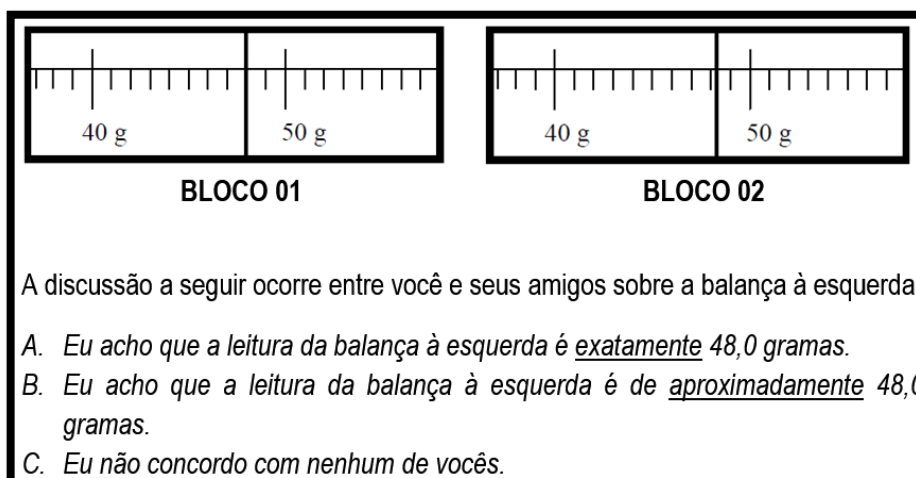 40 g 50 g 40 g 50 g
BLOCO 01 BLOCO 02
A discussão a seguir ocorre entre você e seus amigos sobre a balança à esquerda
A. Eu acho que a leitura da balança à esquerda é exatamente 48,0 gramas.
B. Eu acho que a leitura da balança à esquerda é de aproximadamente 48,0
gramas.
C. Eu não concordo com nenhum de vocês.